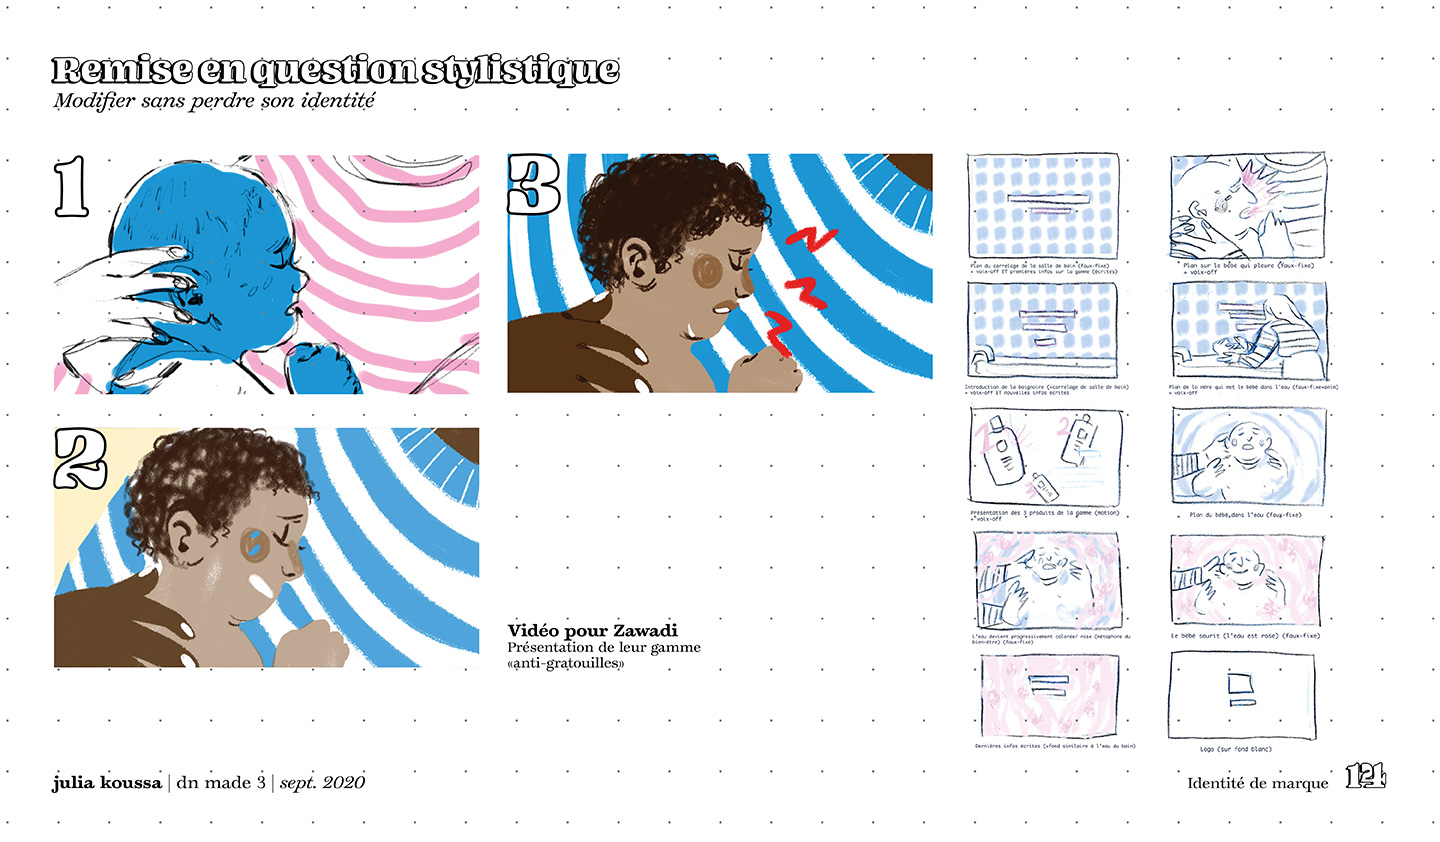 Remise en question stylistique
Modifier sans perdre son identité
1
3
2
Vidéo pour Zawadi
Présentation de leur gamme
«anti-gratouilles»
Plan du carrelage de la salle de bain (faux-fixe)
+ voix-off ET premières infos sur la gamme (écrites)
Plan sur le bébé qui pleure (faux-fixe)
+ voix-off
Introduction de la baignoire (+carrelage de salle de bain)
+ voix-off ET nouvelles infos écrites
Plan de la mère qui met le bébé dans l'eau (faux-fixe+anim)
+ voix-off
Présentation des 3 produits de la gamme (motion)
+ voix-off
Plan du bébé dans l'eau (faux-fixe)
L'eau devient progressivement colorée/ rose (métaphore du
bien-être) (faux-fixe)
Le bébé sourit (l'eau est rose) (faux-fixe)
Dernières infos écrites (+fond similaire à l'eau du bain)
Logo (sur fond blanc)
julia koussa | dn made 3 | sept. 2020
Identité de marque